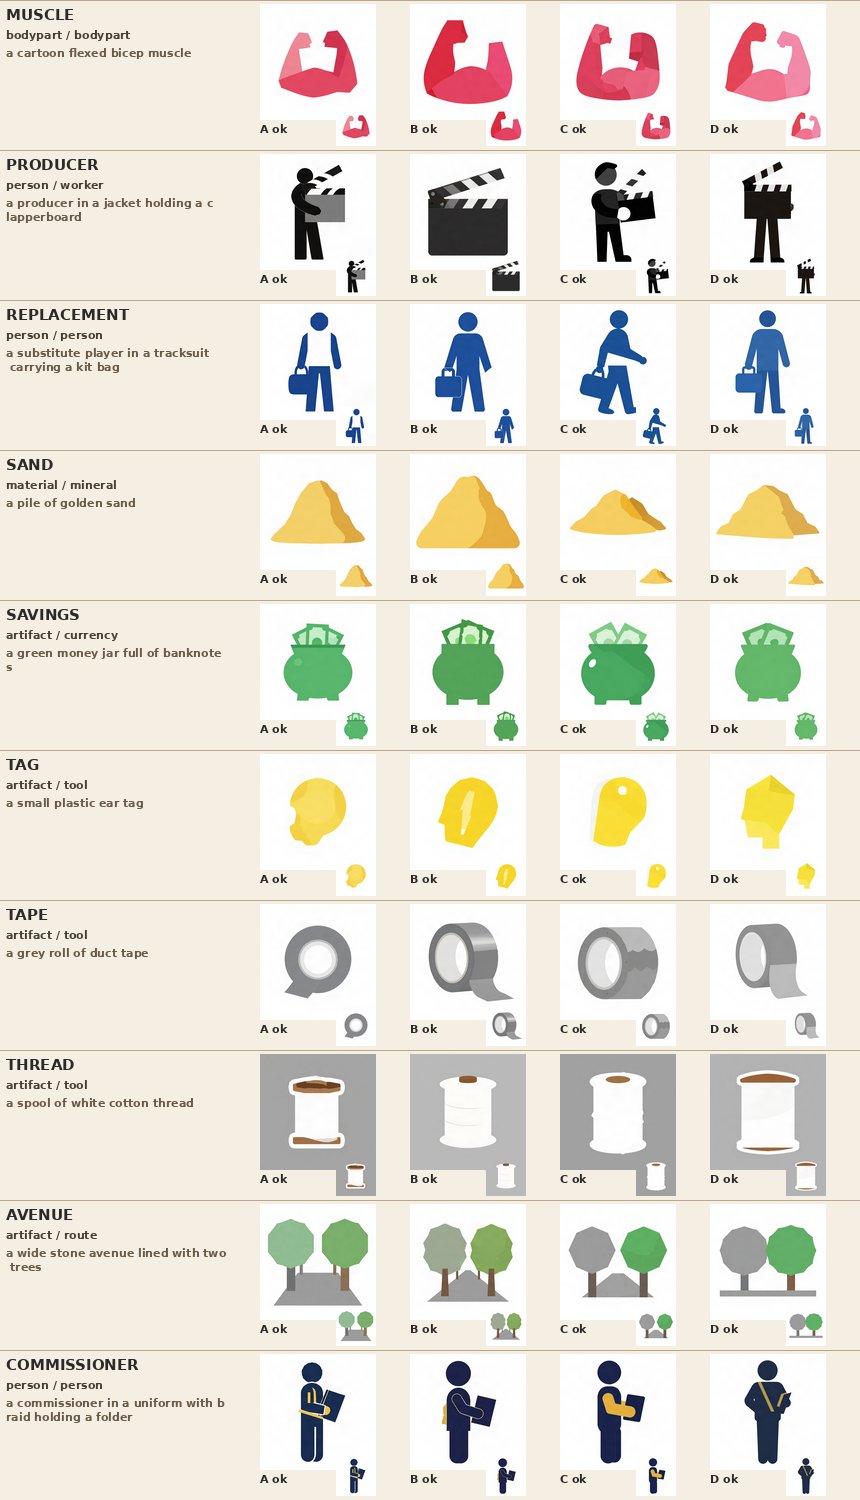 MUSCLE
bodypart / bodypart
a cartoon flexed bicep muscle
A ok
B ok
C ok
D ok
PRODUCER
person / worker
a producer in a jacket holding a c
lapperboard
A ok
B ok
C ok
D ok
REPLACEMENT
person / person
a substitute player in a tracksuit
carrying a kit bag
A ok
B ok
C ok
D ok
SAND
material / mineral
a pile of golden sand
A ok
B ok
C ok
D ok
SAVINGS
artifact / currency
a green money jar full of banknote
s
A ok
B ok
C ok
D ok
TAG
artifact / tool
a small plastic ear tag
A ok
B ok
C ok
D ok
TAPE
artifact / tool
a grey roll of duct tape
A ok
B ok
C ok
D ok
THREAD
artifact / tool
a spool of white cotton thread
A ok
B ok
C ok
D ok
AVENUE
artifact / route
a wide stone avenue lined with two
trees
A ok
B ok
C ok
D ok
COMMISSIONER
person / person
a commissioner in a uniform with b
raid holding a folder
A ok
B ok
C ok
D ok